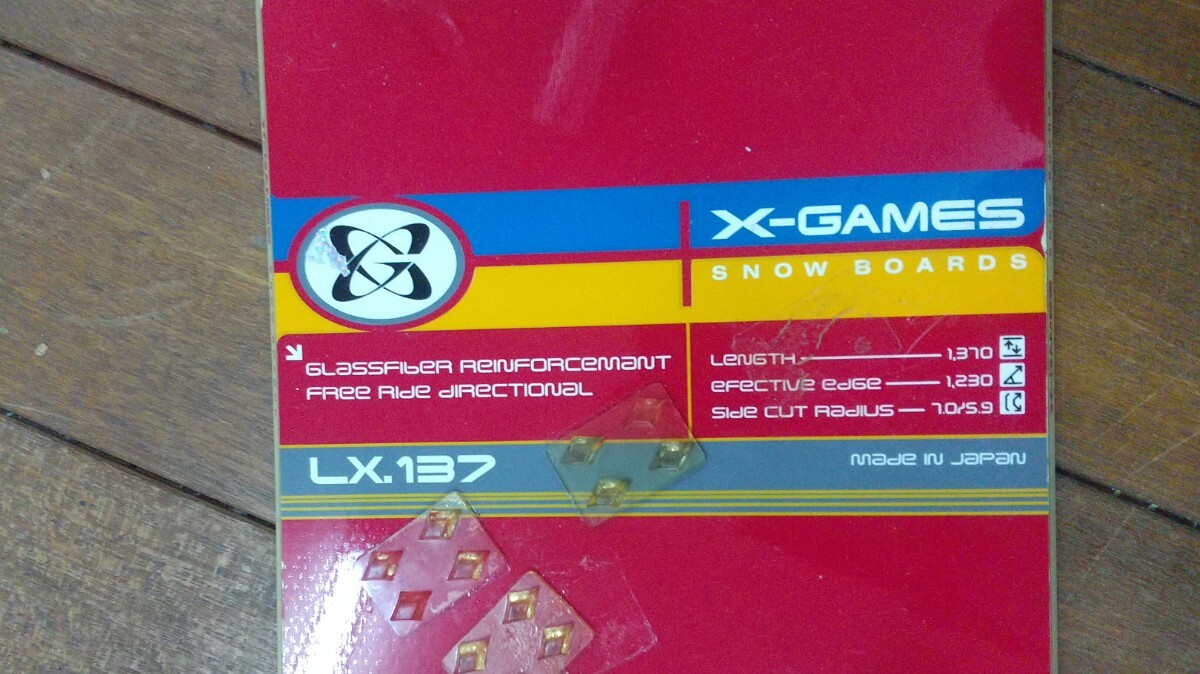 X-GAMES
SNOW BOARDS
GLASSFIBER REINFORCEMANT
FREE RIDE DIRECTIONAL
LENGTH 1,370
EFECTIVE EDGE 1,230
SIDE CUT RADIUS 7.0/5.9
LX.137
MADE IN JAPAN